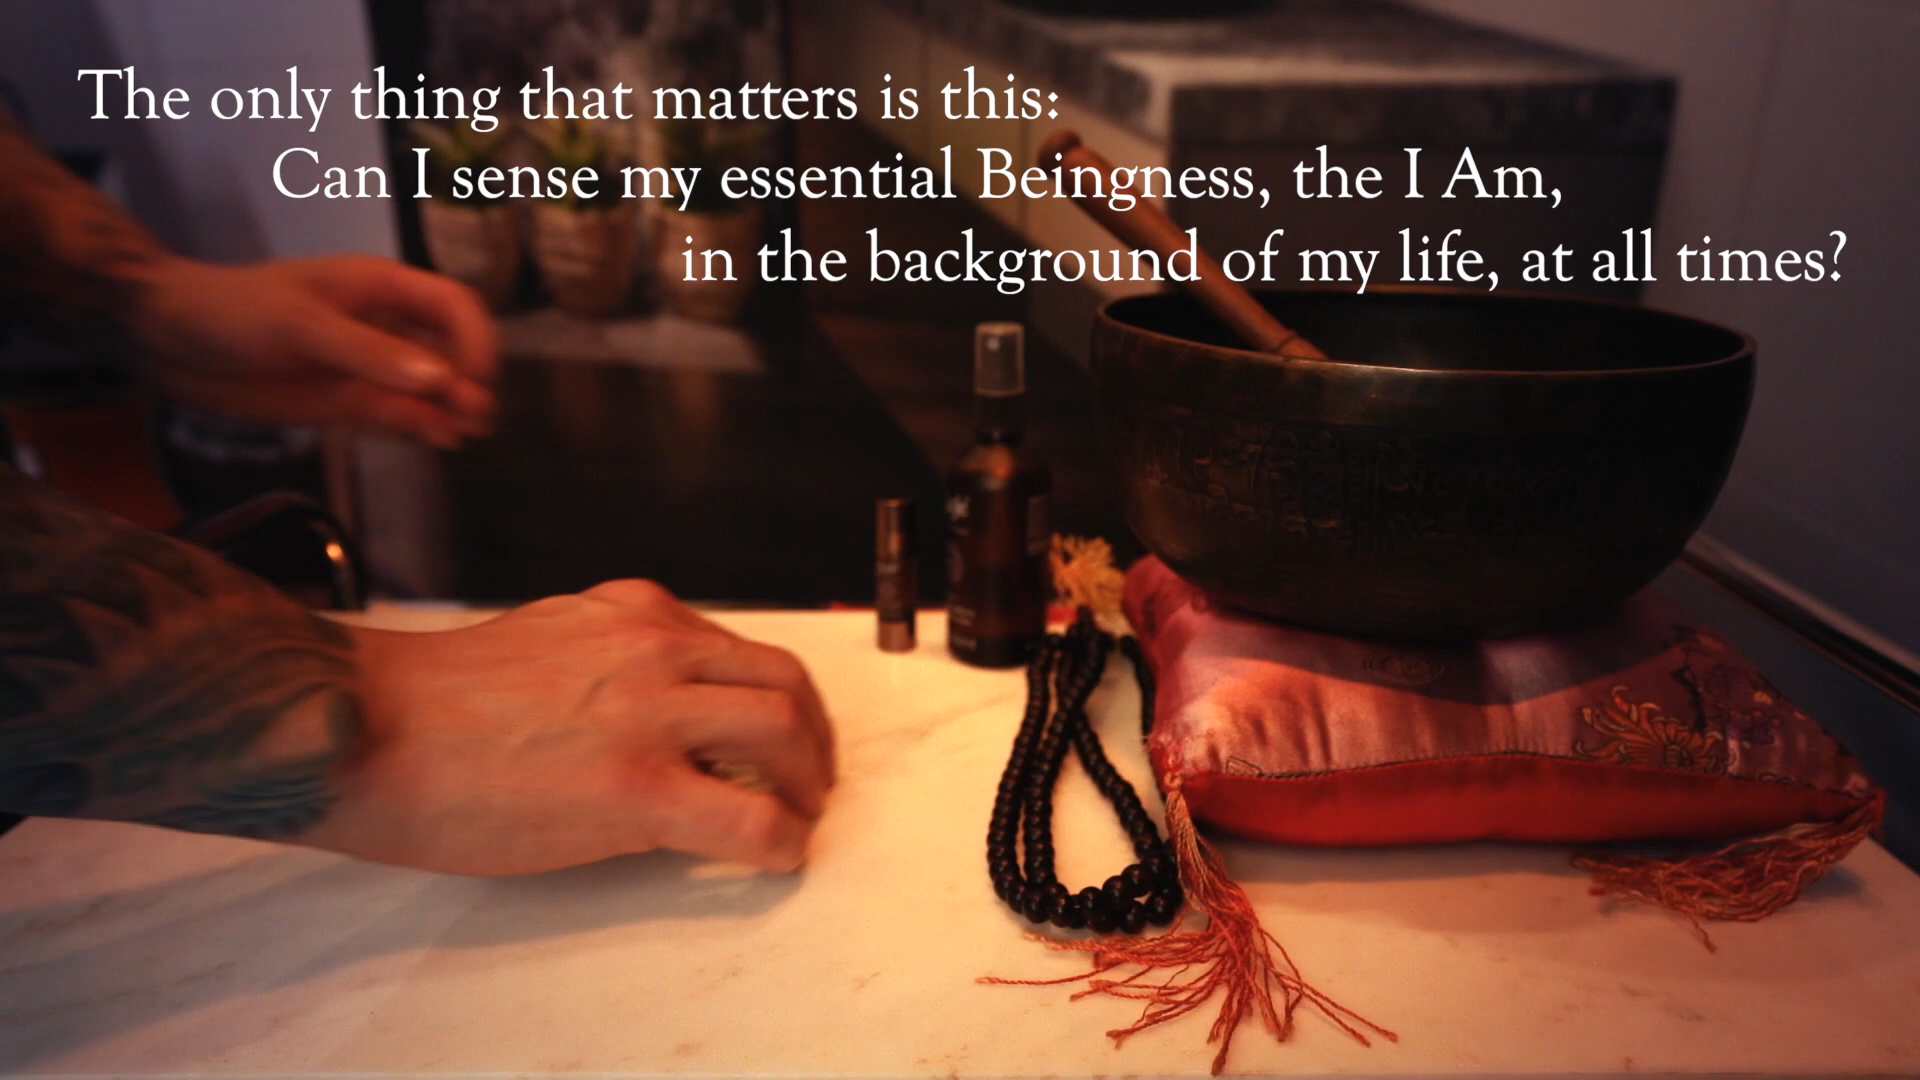 The only thing that matters is this:
Can I sense my essential Beingness, the I Am,
in the background of my life, at all times?